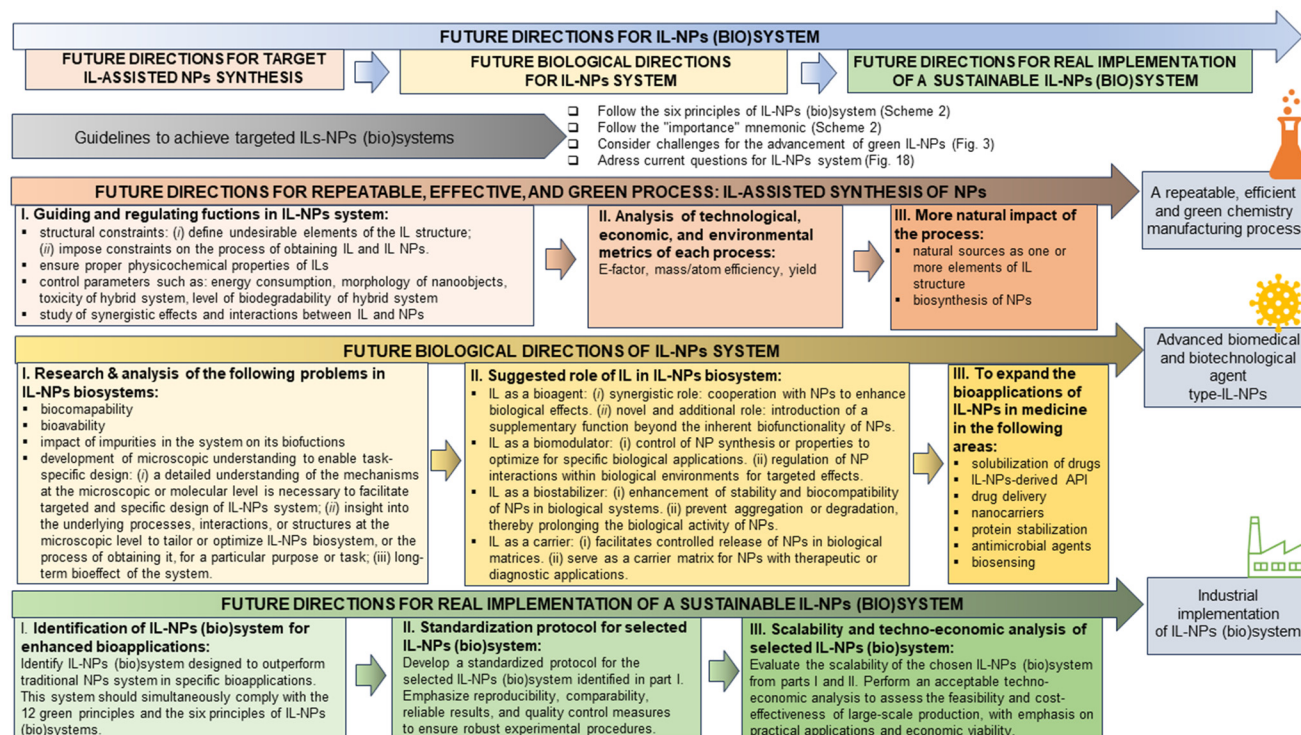 FUTURE DIRECTIONS FOR IL-NPs (BIO)SYSTEM
FUTURE DIRECTIONS FOR TARGET
IL-ASSISTED NPs SYNTHESIS
FUTURE BIOLOGICAL DIRECTIONS
FOR IL-NPs SYSTEM
FUTURE DIRECTIONS FOR REAL IMPLEMENTATION
OF A SUSTAINABLE IL-NPs (BIO)SYSTEM
Guidelines to achieve targeted ILs-NPs (bio)systems
❑ Follow the six principles of IL-NPs (bio)system (Scheme 2)
❑ Follow the "importance" mnemonic (Scheme 2)
❑ Consider challenges for the advancement of green IL-NPs (Fig. 3)
❑ Adress current questions for IL-NPs system (Fig. 18)
FUTURE DIRECTIONS FOR REPEATABLE, EFFECTIVE, AND GREEN PROCESS: IL-ASSISTED SYNTHESIS OF NPs
A repeatable, efficient
and green chemistry
manufacturing process
I. Guiding and regulating fuctions in IL-NPs system:
▪ structural constraints: (i) define undesirable elements of the IL structure;
(ii) impose constraints on the process of obtaining IL and IL NPs.
▪ ensure proper physicochemical properties of ILs
▪ control parameters such as: energy consumption, morphology of nanoobjects,
toxicity of hybrid system, level of biodegradability of hybrid system
▪ study of synergistic effects and interactions between IL and NPs
II. Analysis of technological,
economic, and environmental
metrics of each process:
E-factor, mass/atom efficiency, yield
III. More natural impact of
the process:
▪ natural sources as one or
more elements of IL
structure
▪ biosynthesis of NPs
FUTURE BIOLOGICAL DIRECTIONS OF IL-NPs SYSTEM
Advanced biomedical
and biotechnological
agent
type-IL-NPs
I. Research & analysis of the following problems in
IL-NPs biosystems:
▪ biocomapability
▪ bioavability
▪ impact of impurities in the system on its biofuctions
▪ development of microscopic understanding to enable task-
specific design: (i) a detailed understanding of the mechanisms
at the microscopic or molecular level is necessary to facilitate
targeted and specific design of IL-NPs system; (ii) insight into
the underlying processes, interactions, or structures at the
microscopic level to tailor or optimize IL-NPs biosystem, or the
process of obtaining it, for a particular purpose or task; (iii) long-
term bioeffect of the system.
II. Suggested role of IL in IL-NPs biosystem:
▪ IL as a bioagent: (i) synergistic role: cooperation with NPs to enhance
biological effects. (ii) novel and additional role: introduction of a
supplementary function beyond the inherent biofunctionality of NPs.
▪ IL as a biomodulator: (i) control of NP synthesis or properties to
optimize for specific biological applications. (ii) regulation of NP
interactions within biological environments for targeted effects.
▪ IL as a biostabilizer: (i) enhancement of stability and biocompatibility
of NPs in biological systems. (ii) prevent aggregation or degradation,
thereby prolonging the biological activity of NPs.
▪ IL as a carrier: (i) facilitates controlled release of NPs in biological
matrices. (ii) serve as a carrier matrix for NPs with therapeutic or
diagnostic applications.
III. To expand the
bioapplications of
IL-NPs in medicine
in the following
areas:
▪ solubilization of drugs
▪ IL-NPs-derived API
▪ drug delivery
▪ nanocarriers
▪ protein stabilization
▪ antimicrobial agents
▪ biosensing
FUTURE DIRECTIONS FOR REAL IMPLEMENTATION OF A SUSTAINABLE IL-NPs (BIO)SYSTEM
Industrial
implementation
of IL-NPs (bio)system
I. Identification of IL-NPs (bio)system for
enhanced bioapplications:
Identify IL-NPs (bio)system designed to outperform
traditional NPs system in specific bioapplications.
This system should simultaneously comply with the
12 green principles and the six principles of IL-NPs
(bio)systems.
II. Standardization protocol for selected
IL-NPs (bio)system:
Develop a standardized protocol for the
selected IL-NPs (bio)system identified in part I.
Emphasize reproducibility, comparability,
reliable results, and quality control measures
to ensure robust experimental procedures.
III. Scalability and techno-economic analysis of
selected IL-NPs (bio)system:
Evaluate the scalability of the chosen IL-NPs (bio)system
from parts I and II. Perform an acceptable techno-
economic analysis to assess the feasibility and cost-
effectiveness of large-scale production, with emphasis on
practical applications and economic viability.